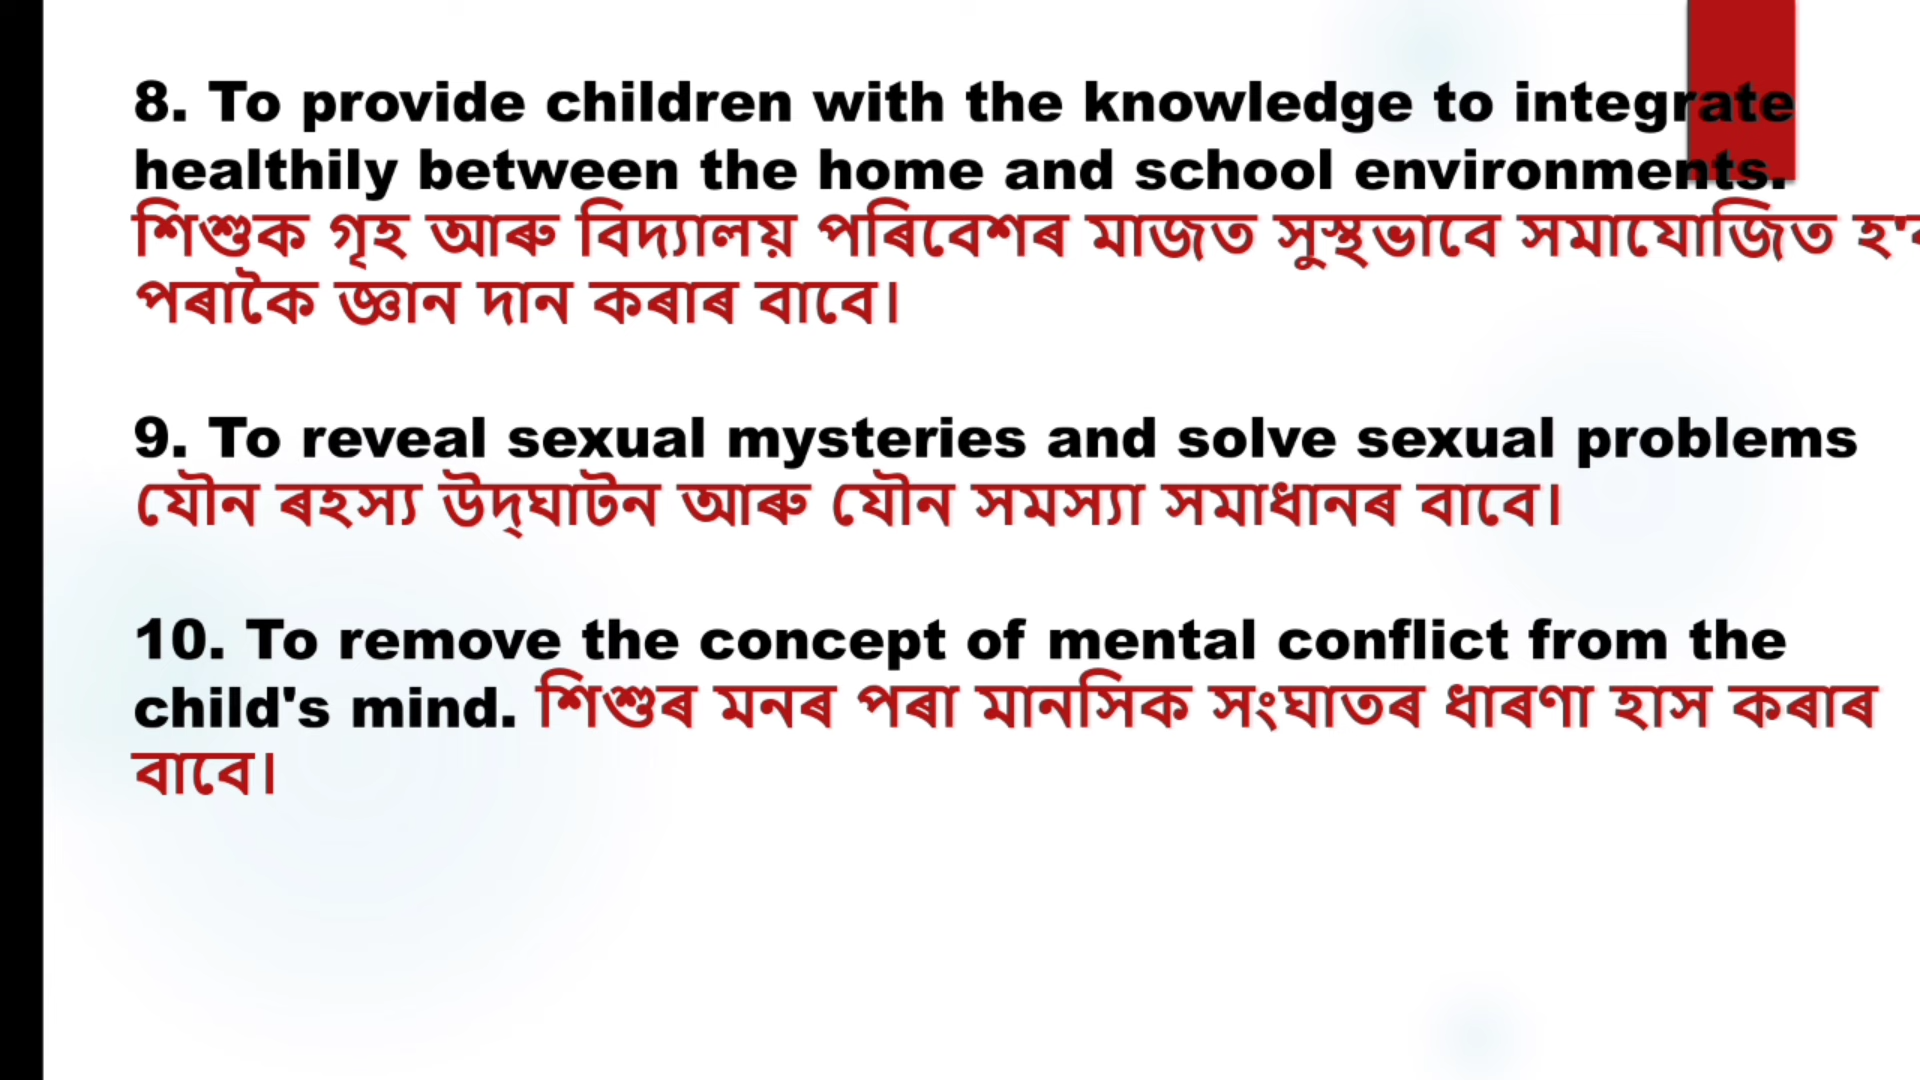 8. To provide children with the knowledge to integrate
healthily between the home and school environments.
শিশুক গৃহ আৰু বিদ্যালয় পৰিবেশৰ মাজত সুস্থভাবে সমাযোজিত
পৰাকৈ জ্ঞান দান কৰাৰ বাবে।
9. To reveal sexual mysteries and solve sexual problems
যৌন ৰহস্য উদ্‌ঘাটন আৰু যৌন সমস্যা সমাধানৰ বাবে।
10. To remove the concept of mental conflict from the
child's mind. শিশুৰ মনৰ পৰা মানসিক সংঘাতৰ ধাৰণা হাস কৰাৰ
বাবে।